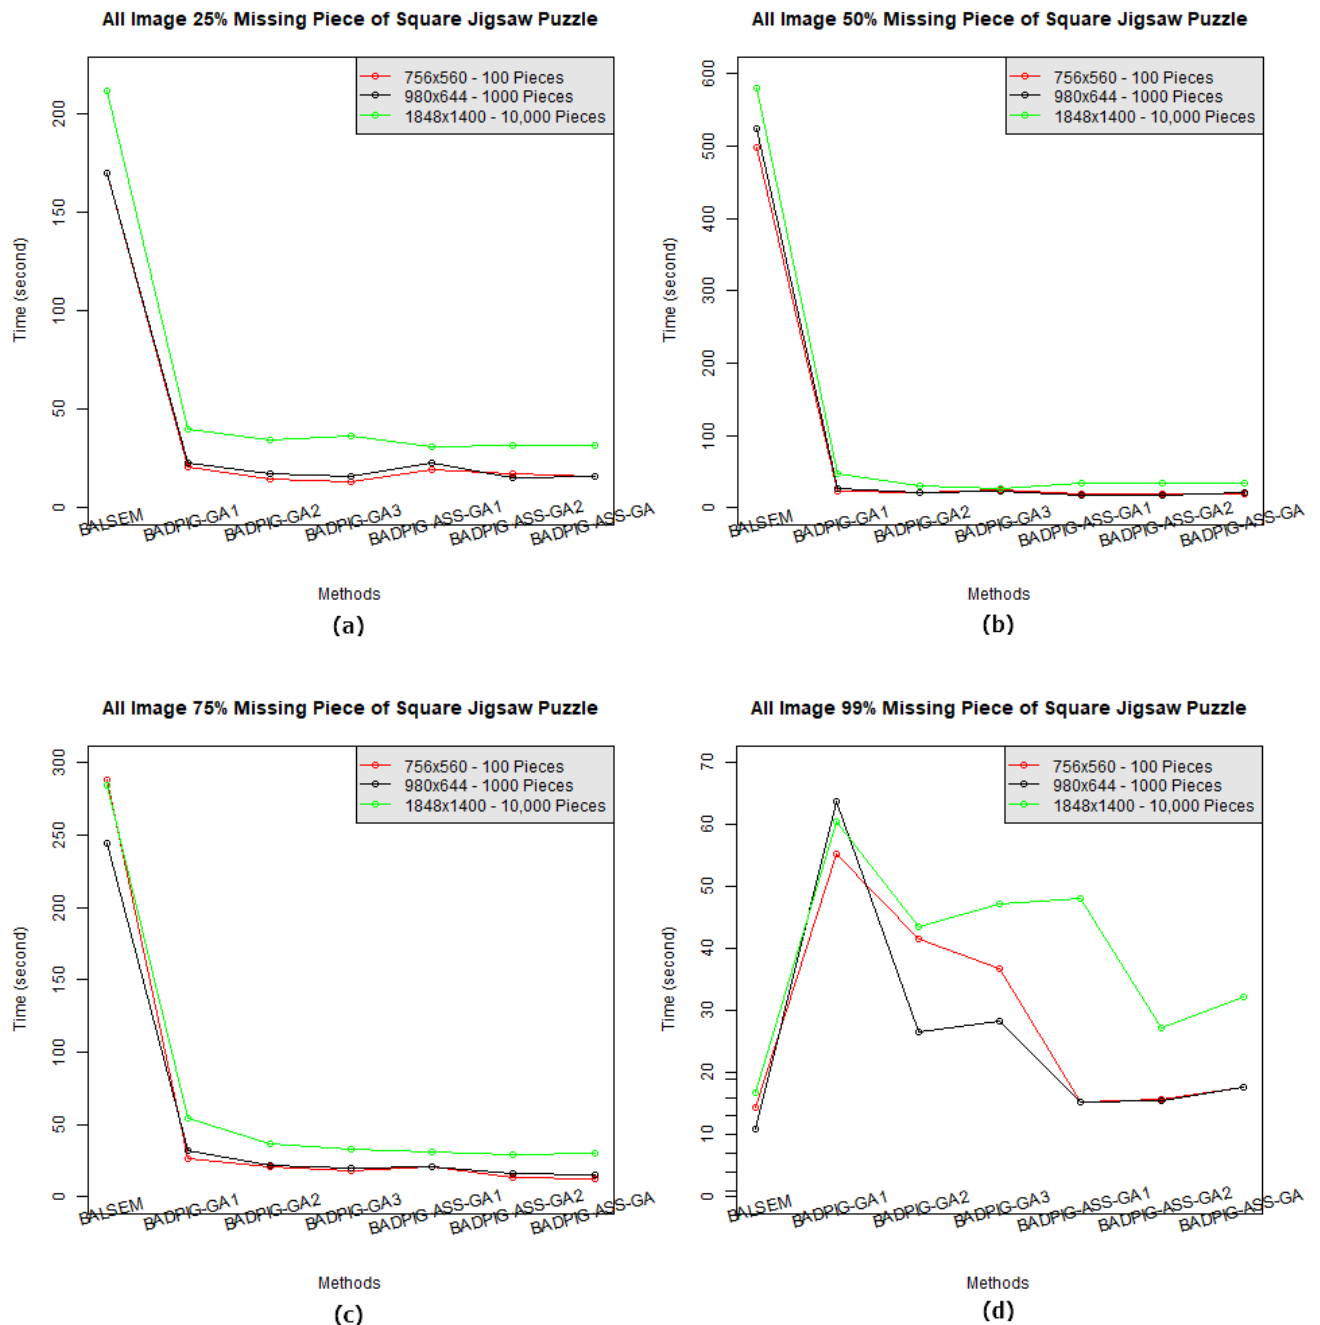 All Image 25% Missing Piece of Square Jigsaw Puzzle
756x560 - 100 Pieces
980x644 - 1000 Pieces
1848x1400 - 10,000 Pieces
Time (second)
200
150
100
50
0
BALSEM
BADPIG-GA1
BADPIG-GA2
BADPIG-GA3
BADPIG-ASS-GA1
BADPIG-ASS-GA2
BADPIG-ASS-GA
Methods
(a)
All Image 50% Missing Piece of Square Jigsaw Puzzle
756x560 - 100 Pieces
980x644 - 1000 Pieces
1848x1400 - 10,000 Pieces
Time (second)
600
500
400
300
200
100
0
BALSEM
BADPIG-GA1
BADPIG-GA2
BADPIG-GA3
BADPIG-ASS-GA1
BADPIG-ASS-GA2
BADPIG-ASS-GA
Methods
(b)
All Image 75% Missing Piece of Square Jigsaw Puzzle
756x560 - 100 Pieces
980x644 - 1000 Pieces
1848x1400 - 10,000 Pieces
Time (second)
300
250
200
150
100
50
0
BALSEM
BADPIG-GA1
BADPIG-GA2
BADPIG-GA3
BADPIG-ASS-GA1
BADPIG-ASS-GA2
BADPIG-ASS-GA
Methods
(c)
All Image 99% Missing Piece of Square Jigsaw Puzzle
756x560 - 100 Pieces
980x644 - 1000 Pieces
1848x1400 - 10,000 Pieces
Time (second)
70
60
50
40
30
20
10
0
BALSEM
BADPIG-GA1
BADPIG-GA2
BADPIG-GA3
BADPIG-ASS-GA1
BADPIG-ASS-GA2
BADPIG-ASS-GA
Methods
(d)